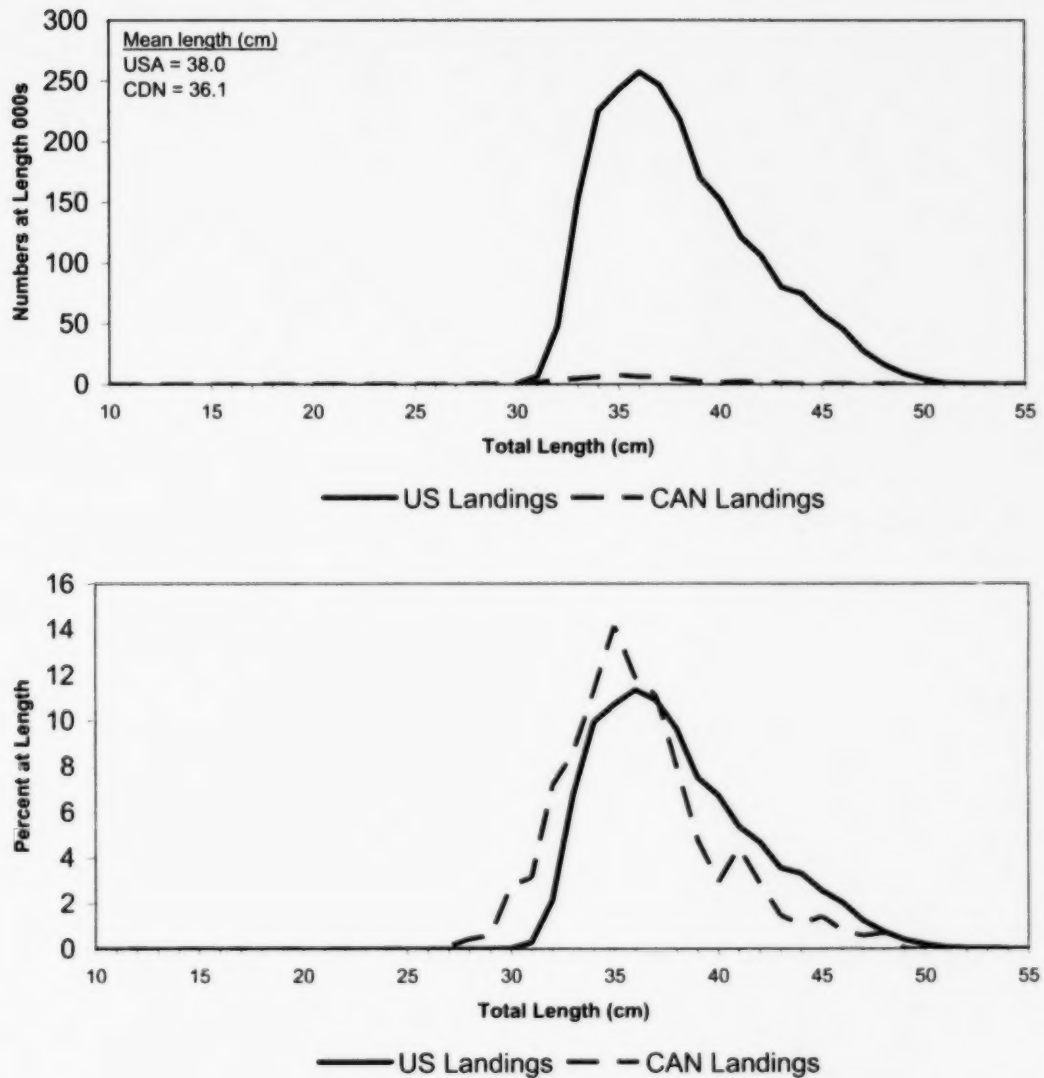 300
250
200
150
100
50
0
Numbers at Length 000s
Mean length (cm)
USA = 38.0
CDN = 36.1
10 15 20 25 30 35 40 45 50 55
Total Length (cm)
US Landings CAN Landings
16
14
12
10
8
6
4
2
0
Percent at Length
10 15 20 25 30 35 40 45 50 55
Total Length (cm)
US Landings CAN Landings